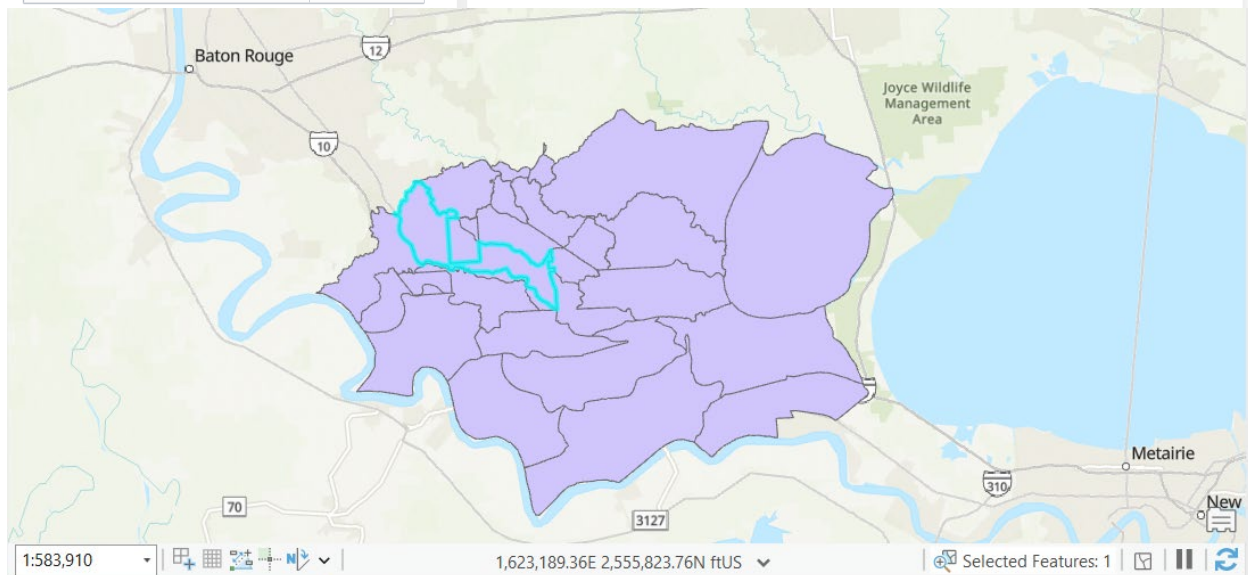 Baton Rouge
12
10
Joyce Wildlife
Management
Area
Metairie
310
New
70
3127
1:583,910
N
1,623,189.36E 2,555,823.76N ftUS
Selected Features: 1